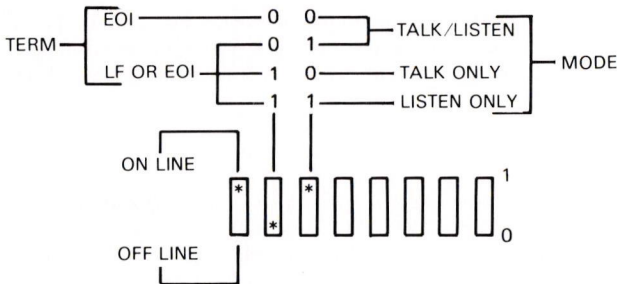 EOI 0 0
TERM 0 1 TALK/LISTEN
LF OR EOI 1 0 TALK ONLY MODE
1 1 LISTEN ONLY
ON LINE
* * 1
* 0
OFF LINE